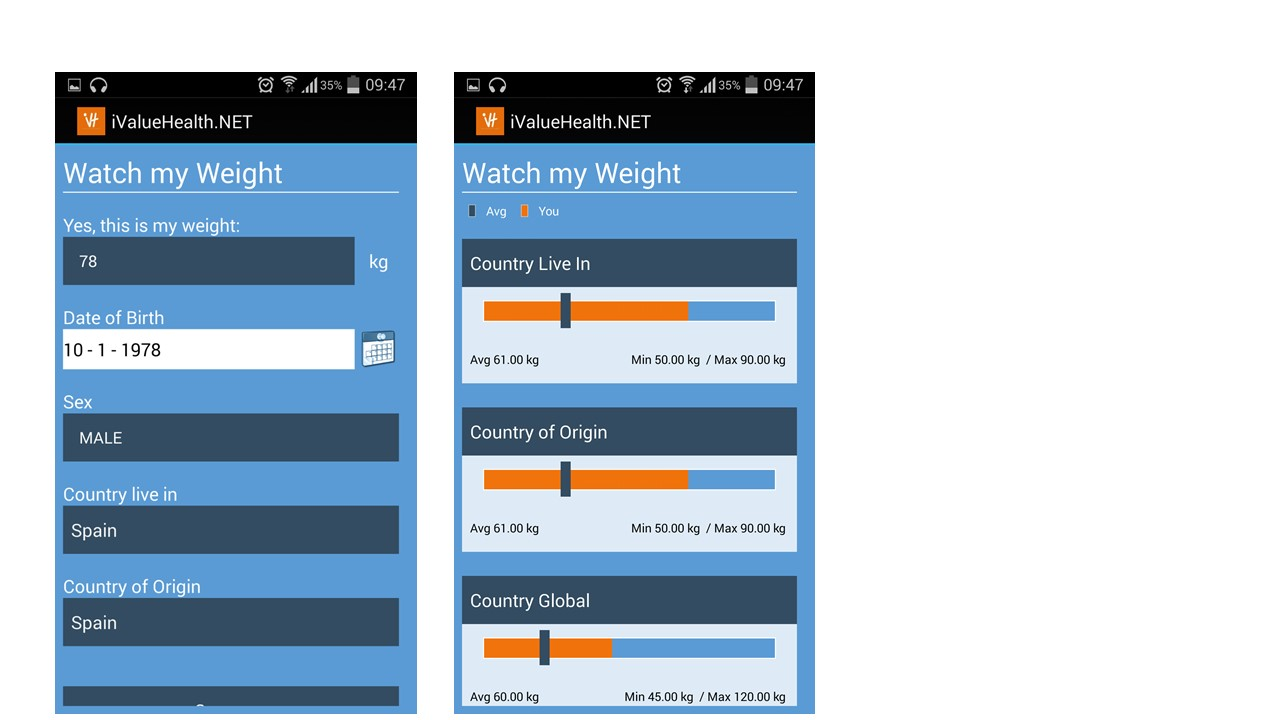 35% 09:47
iValueHealth.NET
Watch my Weight
Yes, this is my weight:
78 kg
Date of Birth
10 - 1 - 1978
Sex
MALE
Country live in
Spain
Country of Origin
Spain
35% 09:47
iValueHealth.NET
Watch my Weight
Avg You
Country Live In
Avg 61.00 kg Min 50.00 kg / Max 90.00 kg
Country of Origin
Avg 61.00 kg Min 50.00 kg / Max 90.00 kg
Country Global
Avg 60.00 kg Min 45.00 kg / Max 120.00 kg